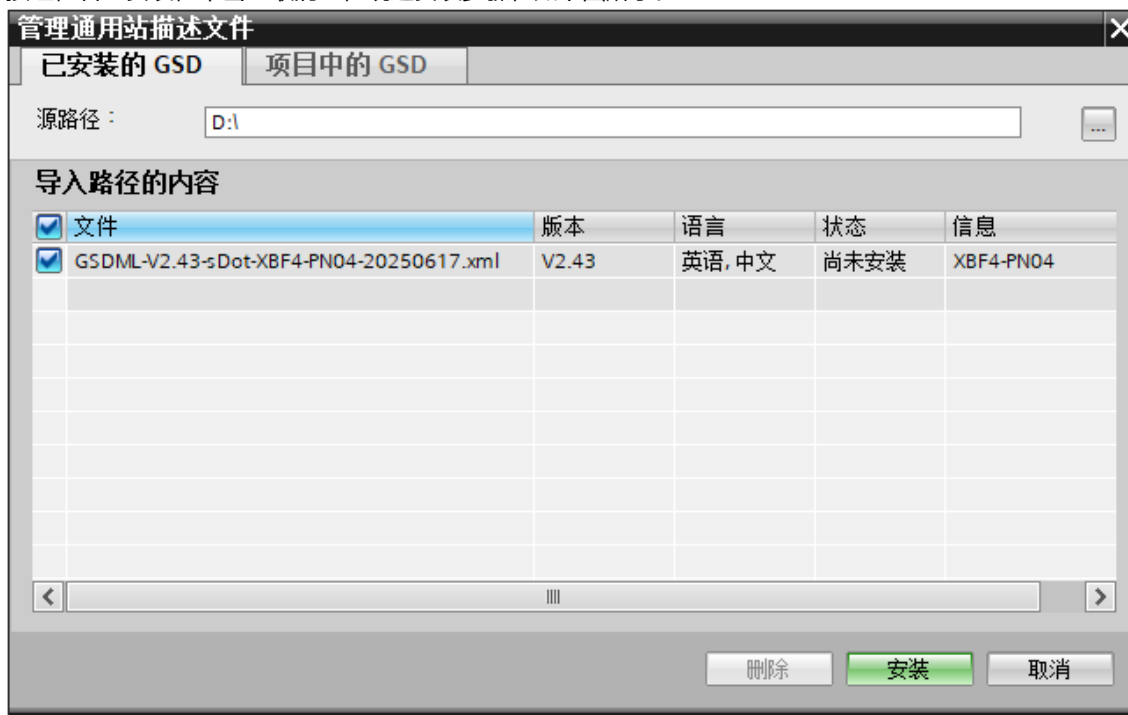 管理通用站描述文件
已安装的 GSD 项目中的 GSD
源路径： D:\ ...
导入路径的内容
文件 版本 语言 状态 信息
GSDML-V2.43-sDot-XBF4-PN04-20250617.xml V2.43 英语, 中文 尚未安装 XBF4-PN04
删除 安装 取消